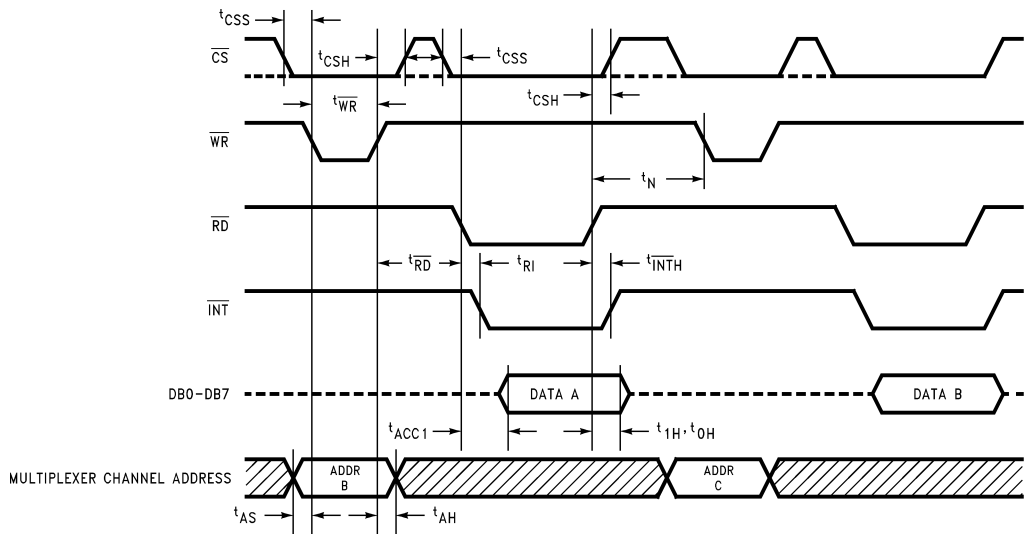 tCSS
CS
tCSH
tCSS
tWR
tCSH
WR
tN
RD
tRD
tRI
tINTH
INT
DB0-DB7
DATA A
DATA B
tACC1
t1H, t0H
MULTIPLEXER CHANNEL ADDRESS
ADDR
B
ADDR
C
tAS
tAH